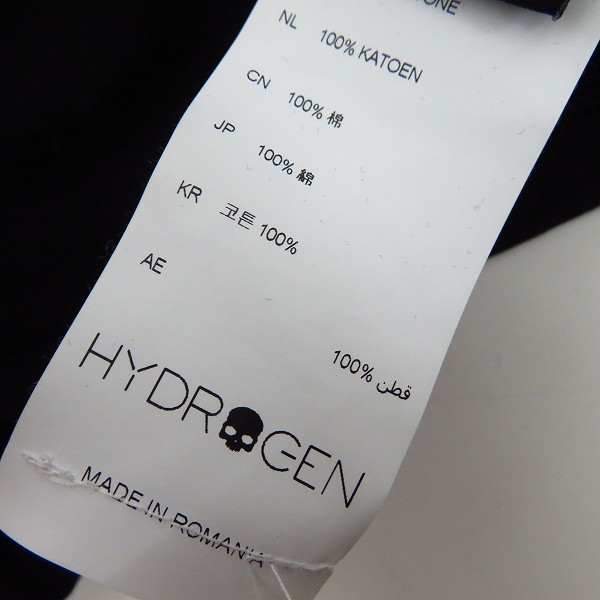 NL 100% KATOEN
CN 100% 棉
JP 100% 綿
KR 코튼 100%
AE
100% قطن
HYDROGEN
MADE IN ROMANIA